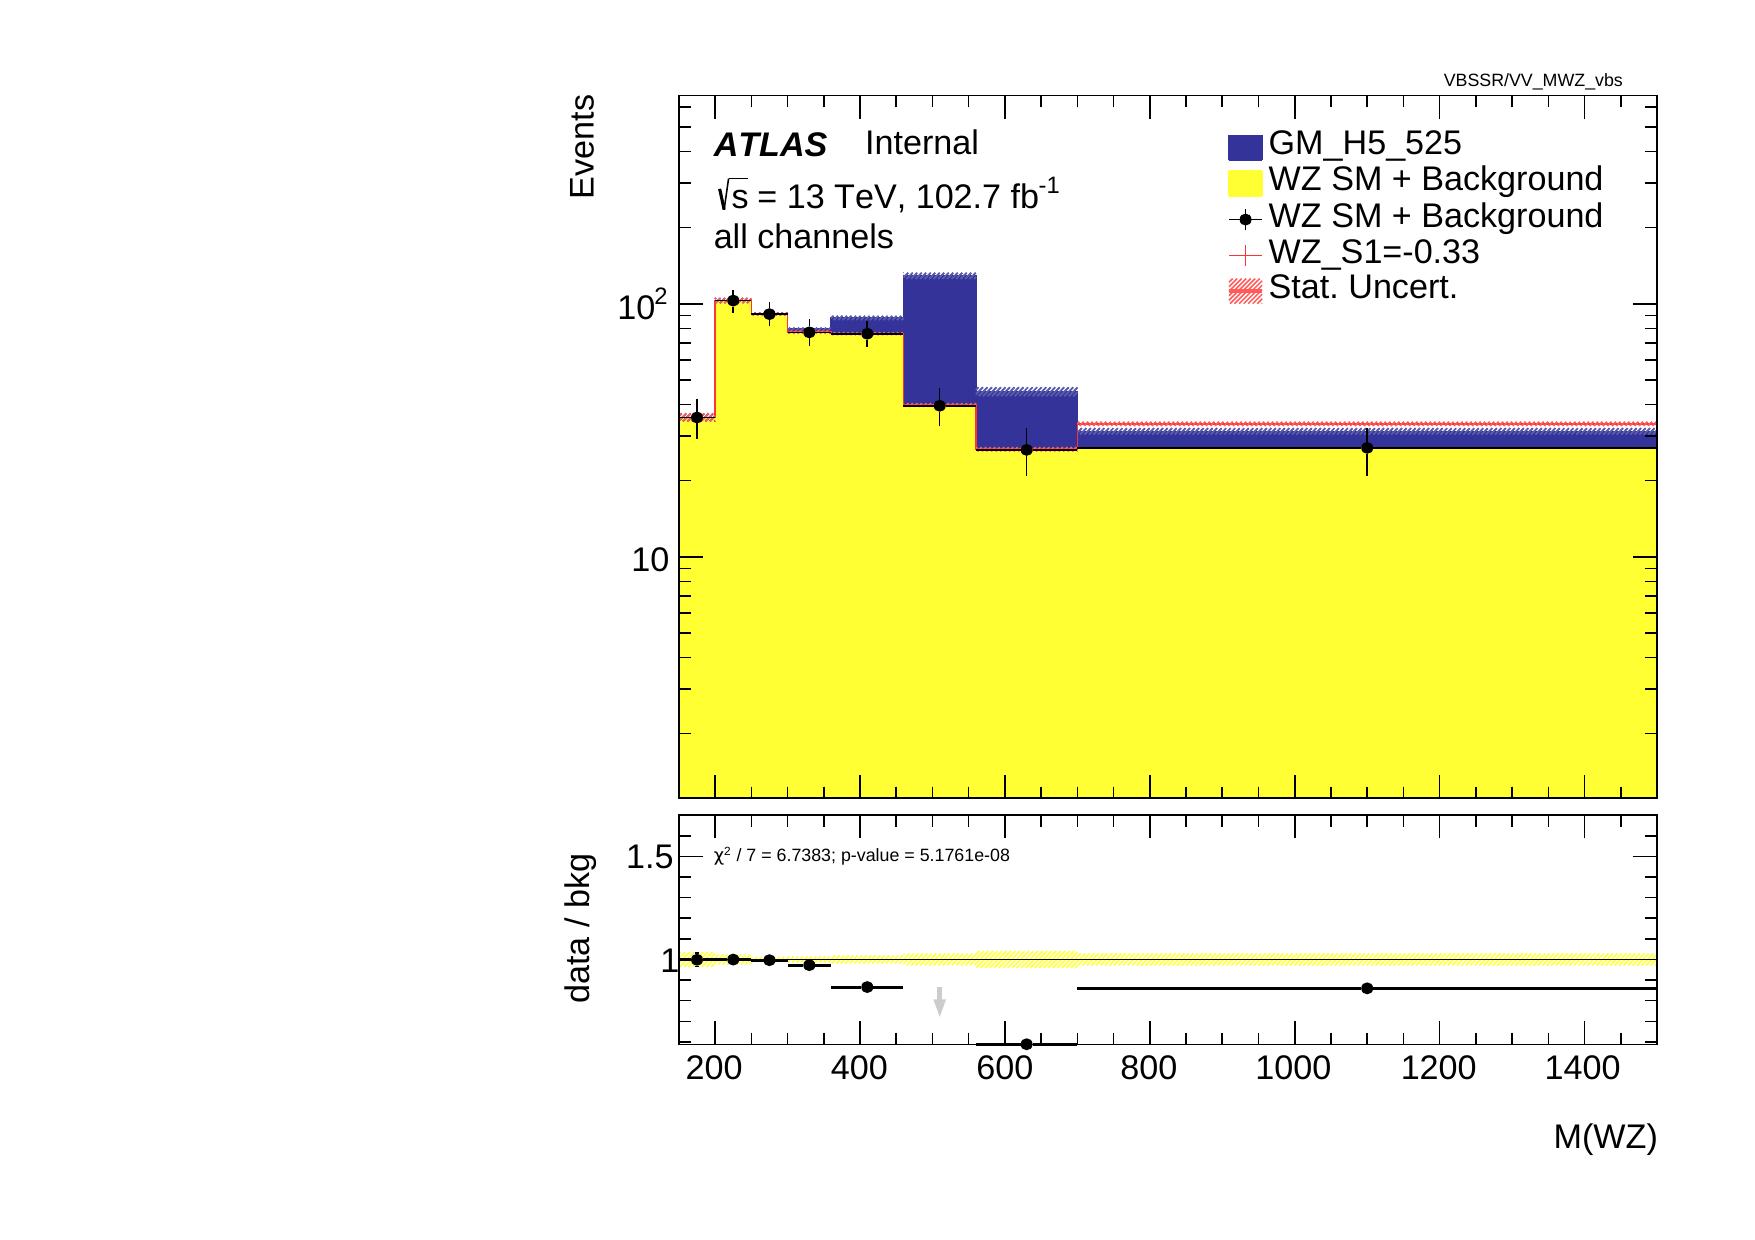 VBSSR/VV_MWZ_vbs
Events
ATLAS Internal
√s = 13 TeV, 102.7 fb⁻¹
all channels
GM_H5_525
WZ SM + Background
WZ SM + Background
WZ_S1=-0.33
Stat. Uncert.
10²
10
data / bkg
1.5
χ² / 7 = 6.7383; p-value = 5.1761e-08
1
200 400 600 800 1000 1200 1400
M(WZ)